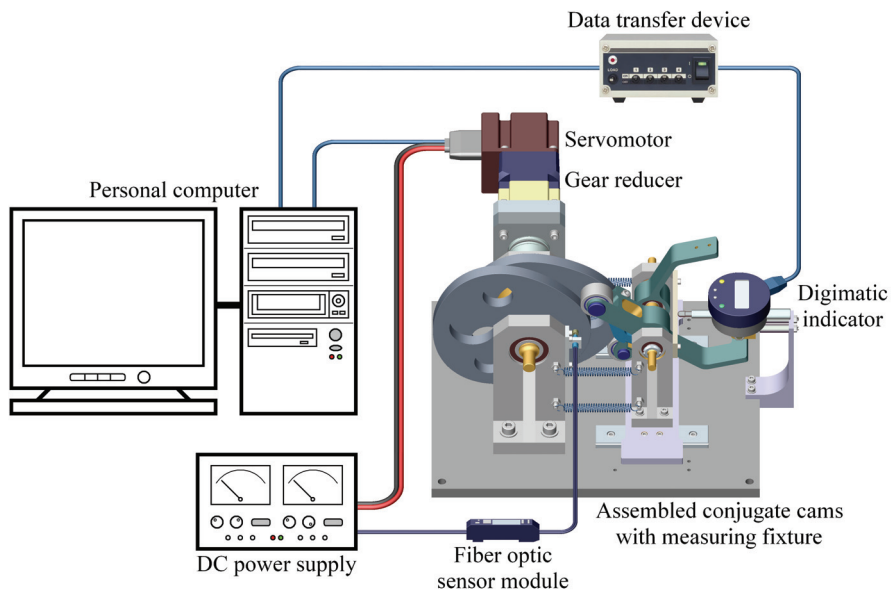 Data transfer device
Servomotor
Gear reducer
Personal computer
Digimatic
indicator
Assembled conjugate cams
with measuring fixture
DC power supply
Fiber optic
sensor module